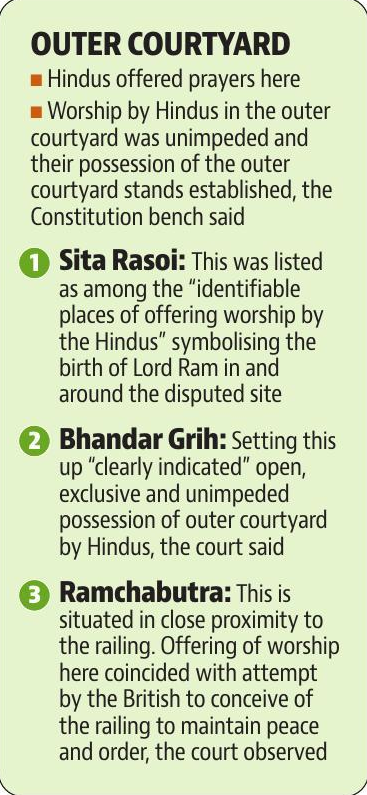 OUTER COURTYARD
■ Hindus offered prayers here
■ Worship by Hindus in the outer
courtyard was unimpeded and
their possession of the outer
courtyard stands established, the
Constitution bench said
1 Sita Rasoi: This was listed
as among the “identifiable
places of offering worship by
the Hindus” symbolising the
birth of Lord Ram in and
around the disputed site
2 Bhandar Grih: Setting this
up “clearly indicated” open,
exclusive and unimpeded
possession of outer courtyard
by Hindus, the court said
3 Ramchabutra: This is
situated in close proximity to
the railing. Offering of worship
here coincided with attempt
by the British to conceive of
the railing to maintain peace
and order, the court observed